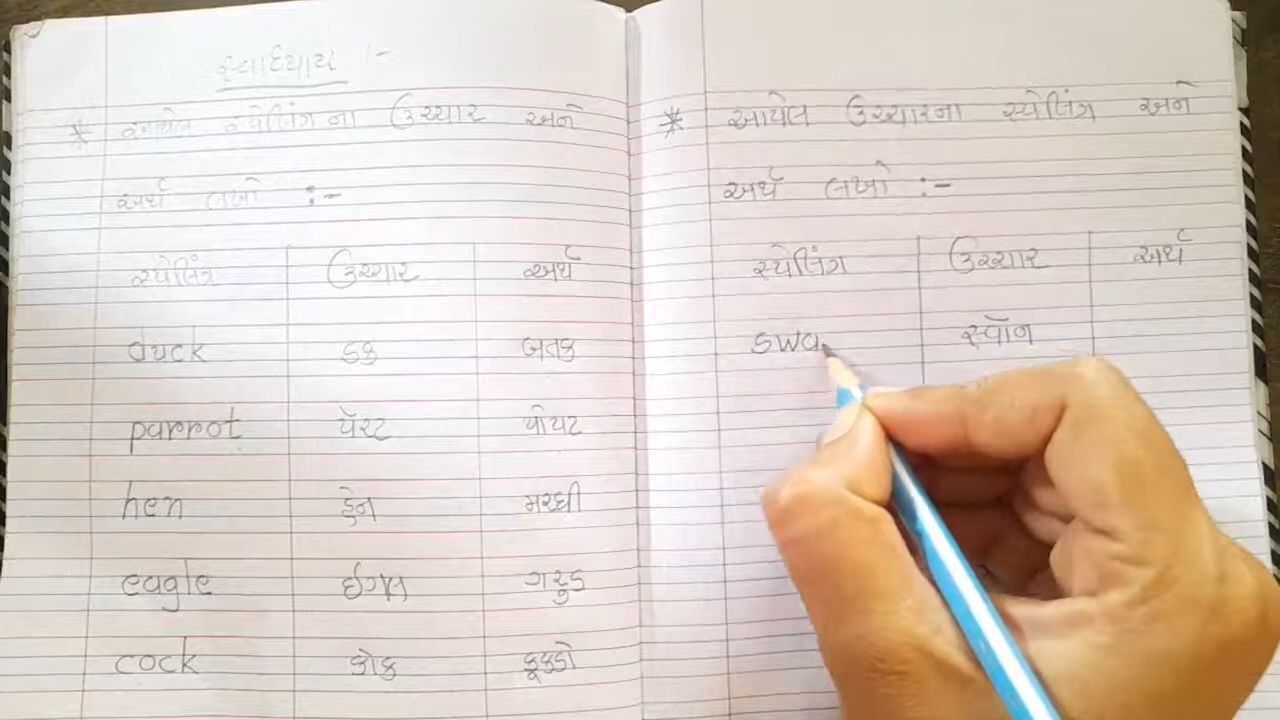 સ્વાધ્યાય :-
* આપેલ સ્પેલિંગના ઉચ્ચાર અને
અર્થ લખો :-
સ્પેલિંગ ઉચ્ચાર અર્થ
duck ડક બતક
parrot પૅરટ પોપટ
hen હેન મરઘી
eagle ઈગલ ગરુડ
cock કોક કૂકડો
* આપેલ ઉચ્ચારના સ્પેલિંગ અને
અર્થ લખો :-
સ્પેલિંગ ઉચ્ચાર અર્થ
swa સ્વૉન